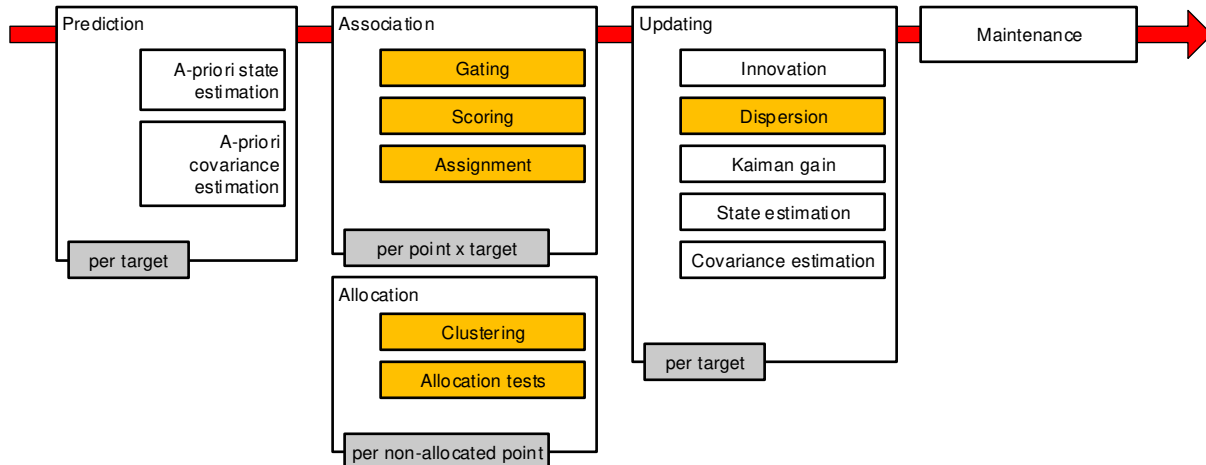 Prediction
A-priori state
estimation
A-priori
covariance
estimation
per target
Association
Gating
Scoring
Assignment
per point x target
Allocation
Clustering
Allocation tests
per non-allocated point
Updating
Innovation
Dispersion
Kaiman gain
State estimation
Covariance estimation
per target
Maintenance